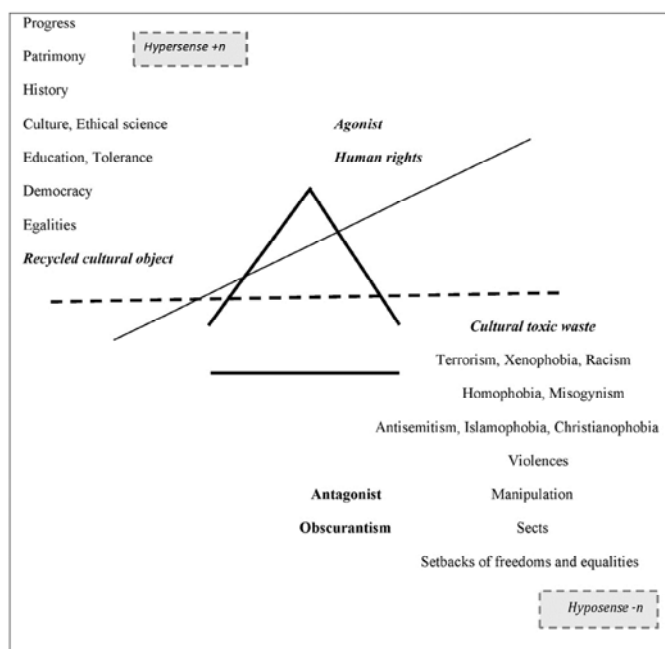 Progress
Hypersense +n
Patrimony
History
Culture, Ethical science
Agonist
Education, Tolerance
Human rights
Democracy
Egalities
Recycled cultural object
Cultural toxic waste
Terrorism, Xenophobia, Racism
Homophobia, Misogynism
Antisemitism, Islamophobia, Christianophobia
Violences
Antagonist
Manipulation
Obscurantism
Sects
Setbacks of freedoms and equalities
Hyposense -n